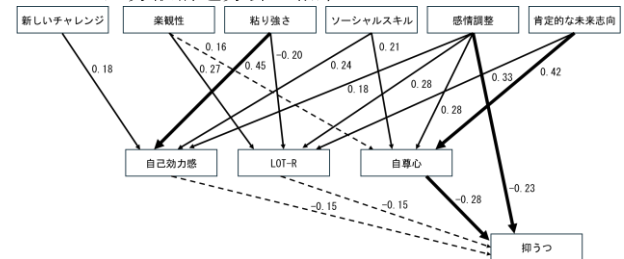 新しいチャレンジ 楽観性 粘り強さ ソーシャルスキル 感情調整 肯定的な未来志向
0.16 -0.20 0.21
0.18 0.27 0.45 0.24 0.33 0.42
0.18 0.28
0.28
自己効力感 LOT-R 自尊心
-0.15 -0.15 -0.28 -0.23
抑うつ